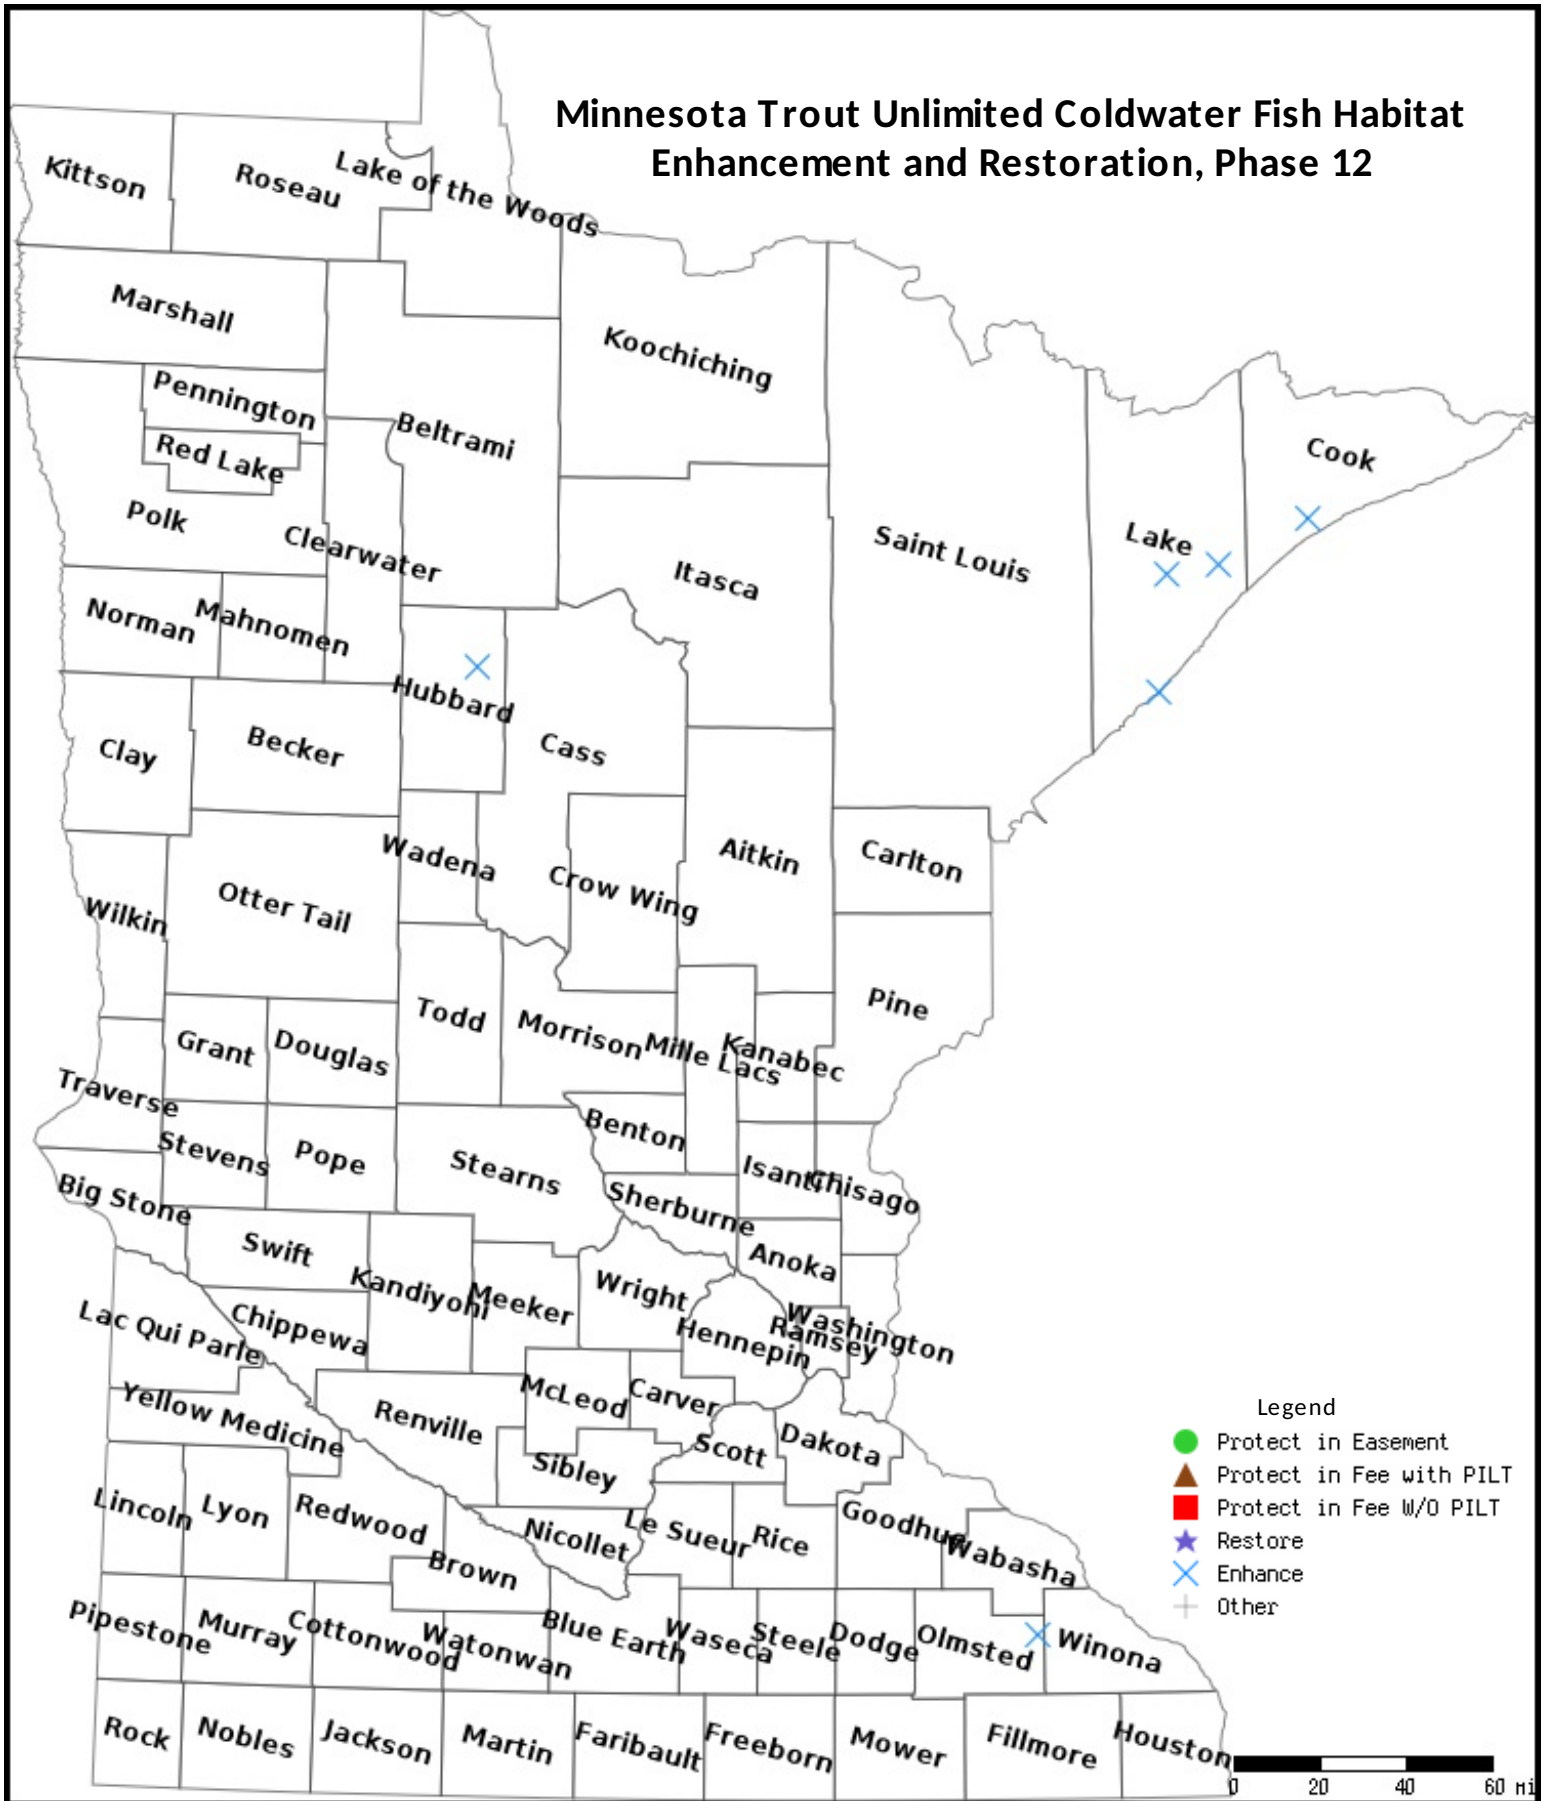 Minnesota Trout Unlimited Coldwater Fish Habitat
Enhancement and Restoration, Phase 12
Kittson
Roseau
Lake of the Woods
Marshall
Koochiching
Pennington
Beltrami
Red Lake
Cook
Polk
Clearwater
Saint Louis
Lake
Itasca
Norman
Mahnomen
Hubbard
Clay
Becker
Cass
Wadena
Aitkin
Carlton
Otter Tail
Crow Wing
Wilkin
Pine
Todd
Morrison
Mille Lacs
Kanabec
Grant
Douglas
Traverse
Benton
Stevens
Pope
Stearns
Isanti
Chisago
Big Stone
Sherburne
Swift
Anoka
Kandiyohi
Meeker
Wright
Washington
Ramsey
Hennepin
Lac Qui Parle
Chippewa
McLeod
Carver
Yellow Medicine
Renville
Scott
Dakota
Sibley
Lincoln
Lyon
Redwood
Nicollet
Le Sueur
Rice
Goodhue
Wabasha
Brown
Pipestone
Murray
Cottonwood
Watonwan
Blue Earth
Waseca
Steele
Dodge
Olmsted
Winona
Rock
Nobles
Jackson
Martin
Faribault
Freeborn
Mower
Fillmore
Houston
Legend
Protect in Easement
Protect in Fee with PILT
Protect in Fee W/O PILT
Restore
Enhance
Other
0 20 40 60 mi